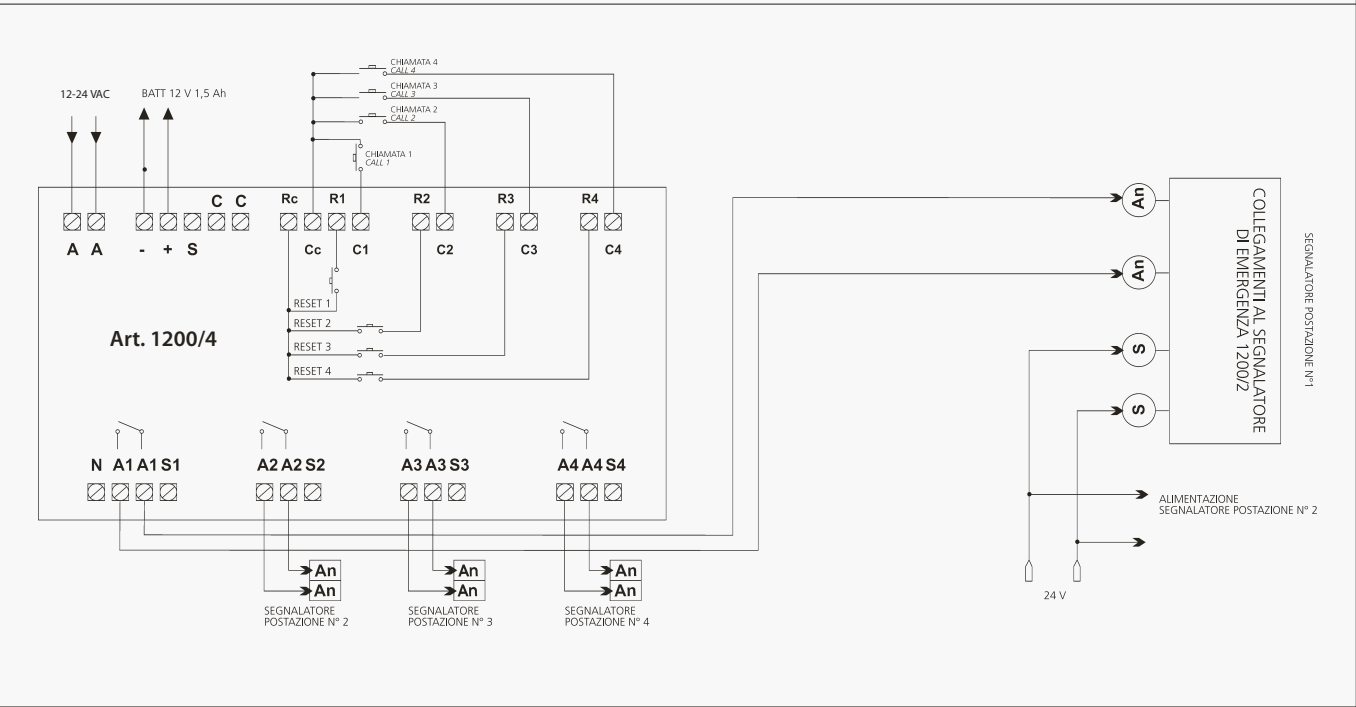 CHIAMATA 4
CALL 4
CHIAMATA 3
CALL 3
CHIAMATA 2
CALL 2
CHIAMATA 1
CALL 1
12-24 VAC
BATT 12 V 1,5 Ah
C C
Rc R1 R2 R3 R4
A A - + S
Cc C1 C2 C3 C4
RESET 1
RESET 2
RESET 3
RESET 4
Art. 1200/4
N A1 A1 S1
A2 A2 S2
A3 A3 S3
A4 A4 S4
An
An
SEGNALATORE
POSTAZIONE N° 2
An
An
SEGNALATORE
POSTAZIONE N° 3
An
An
SEGNALATORE
POSTAZIONE N° 4
An
An
S
S
COLLEGAMENTI AL SEGNALATORE
DI EMERGENZA 1200/2
SEGNALATORE POSTAZIONE N°1
ALIMENTAZIONE
SEGNALATORE POSTAZIONE N° 2
24 V